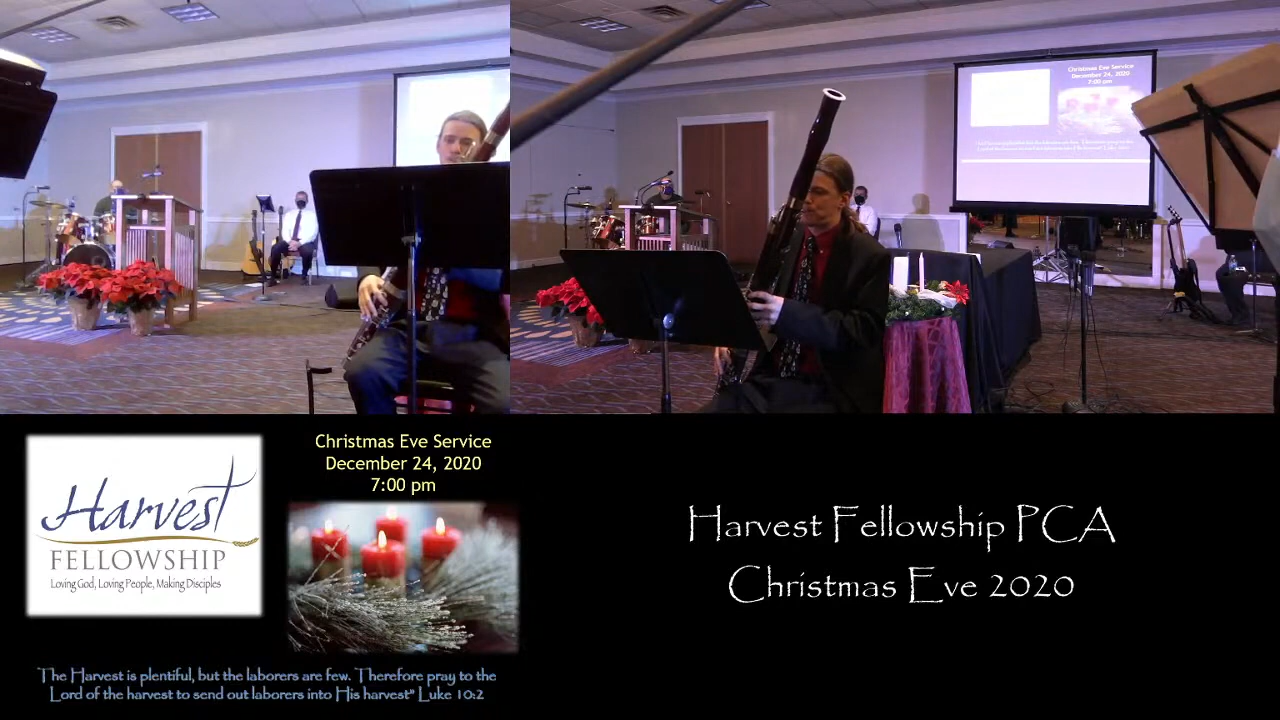 Christmas Eve Service
December 24, 2020
7:00 pm
Christmas Eve Service
December 24, 2020
7:00 pm
Harvest
FELLOWSHIP
Loving God, Loving People, Making Disciples
Harvest Fellowship PCA
Christmas Eve 2020
The Harvest is plentiful, but the laborers are few. Therefore pray to the
Lord of the harvest to send out laborers into His harvest" Luke 10:2